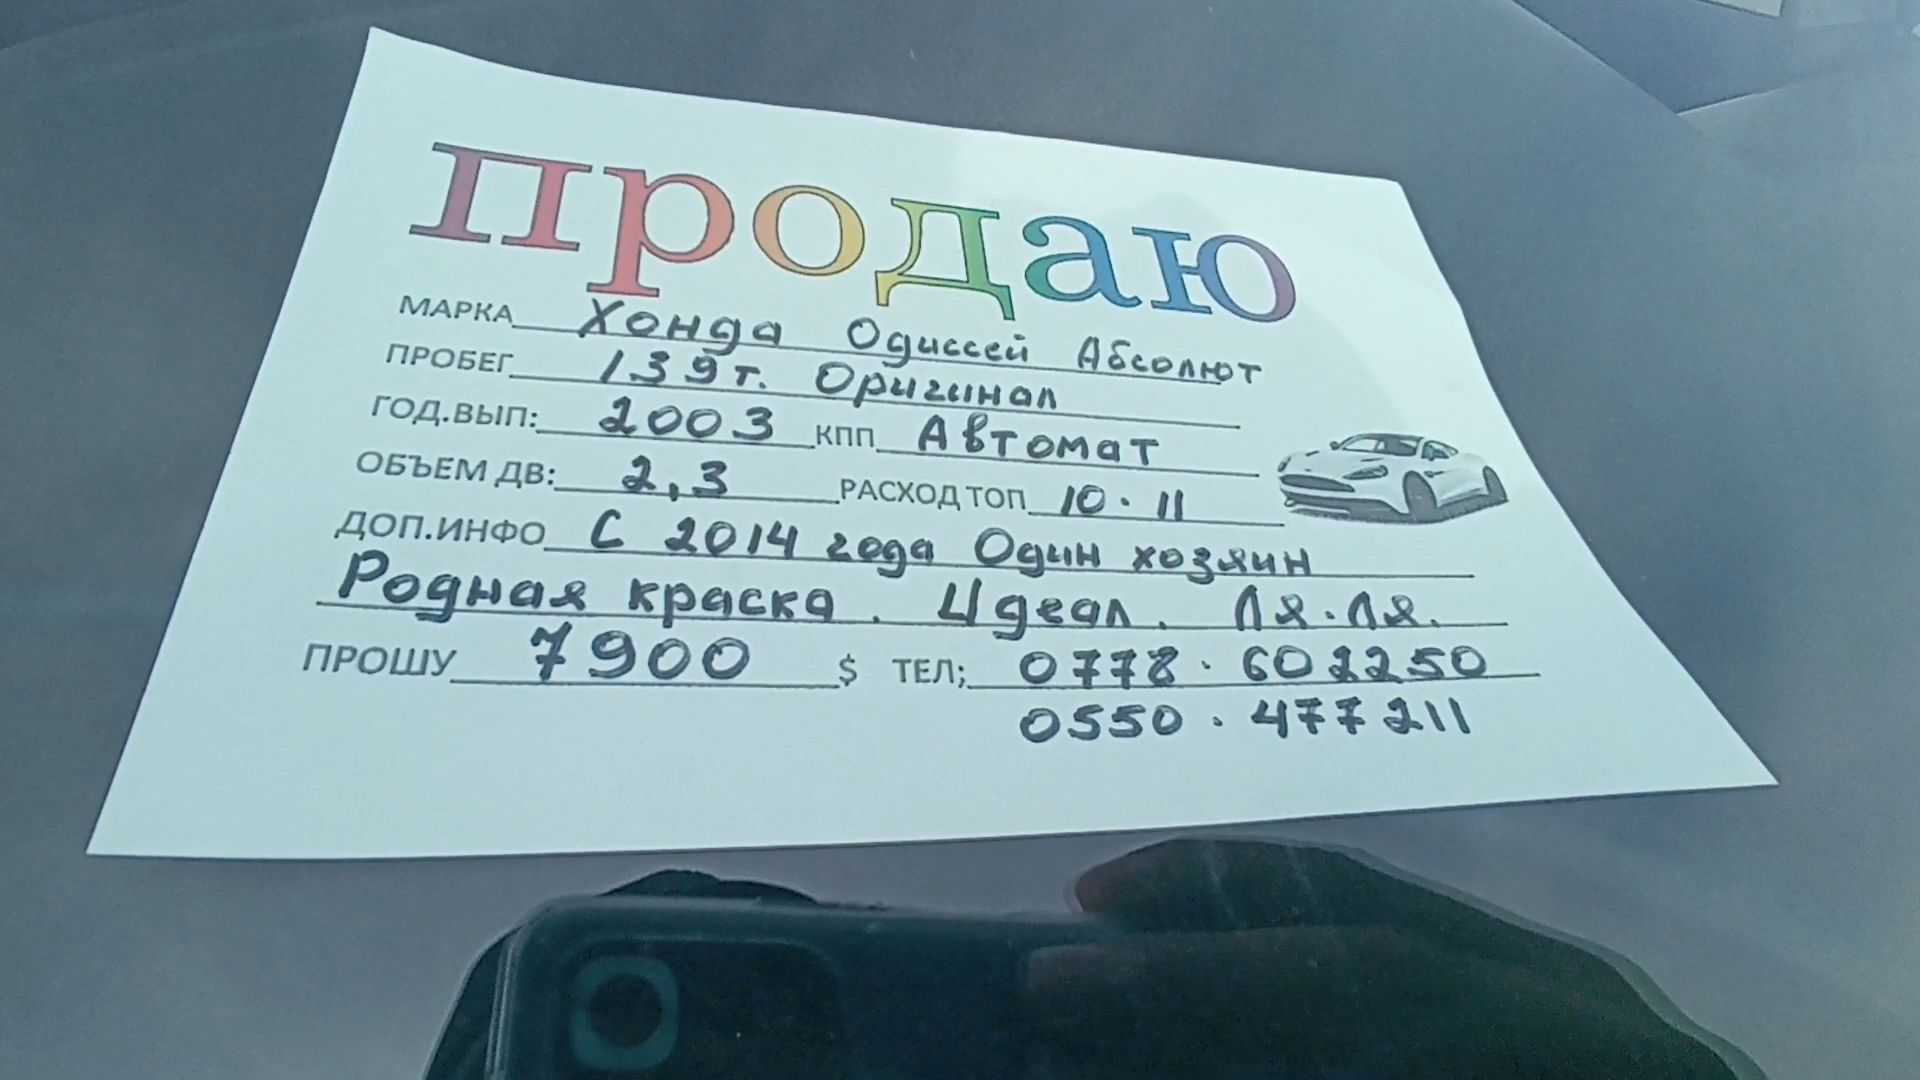 продаю
МАРКА Хонда Одиссей Абсолют
ПРОБЕГ 139т. Оригинал
ГОД.ВЫП: 2003 КПП Автомат
ОБЪЕМ ДВ: 2,3 РАСХОД ТОП 10 · 11
ДОП.ИНФО С 2014 года Один хозяин
Родная краска. Идеал. Ля·Ля.
ПРОШУ 7900 $ ТЕЛ; 0778 · 602250
0550 · 477211